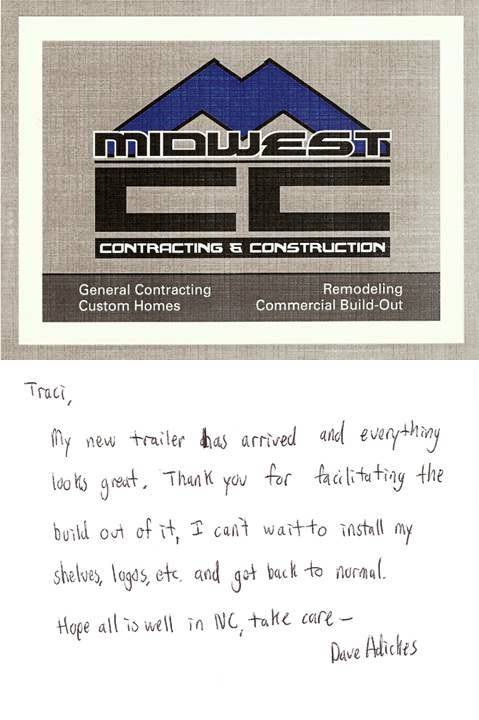 MIDWEST
CC
CONTRACTING & CONSTRUCTION
General Contracting
Custom Homes
Remodeling
Commercial Build-Out
Traci,
My new trailer has arrived and everything
looks great. Thank you for facilitating the
build out of it, I can't wait to install my
shelves, logos, etc. and get back to normal.
Hope all is well in NC, take care –
Dave Adickes